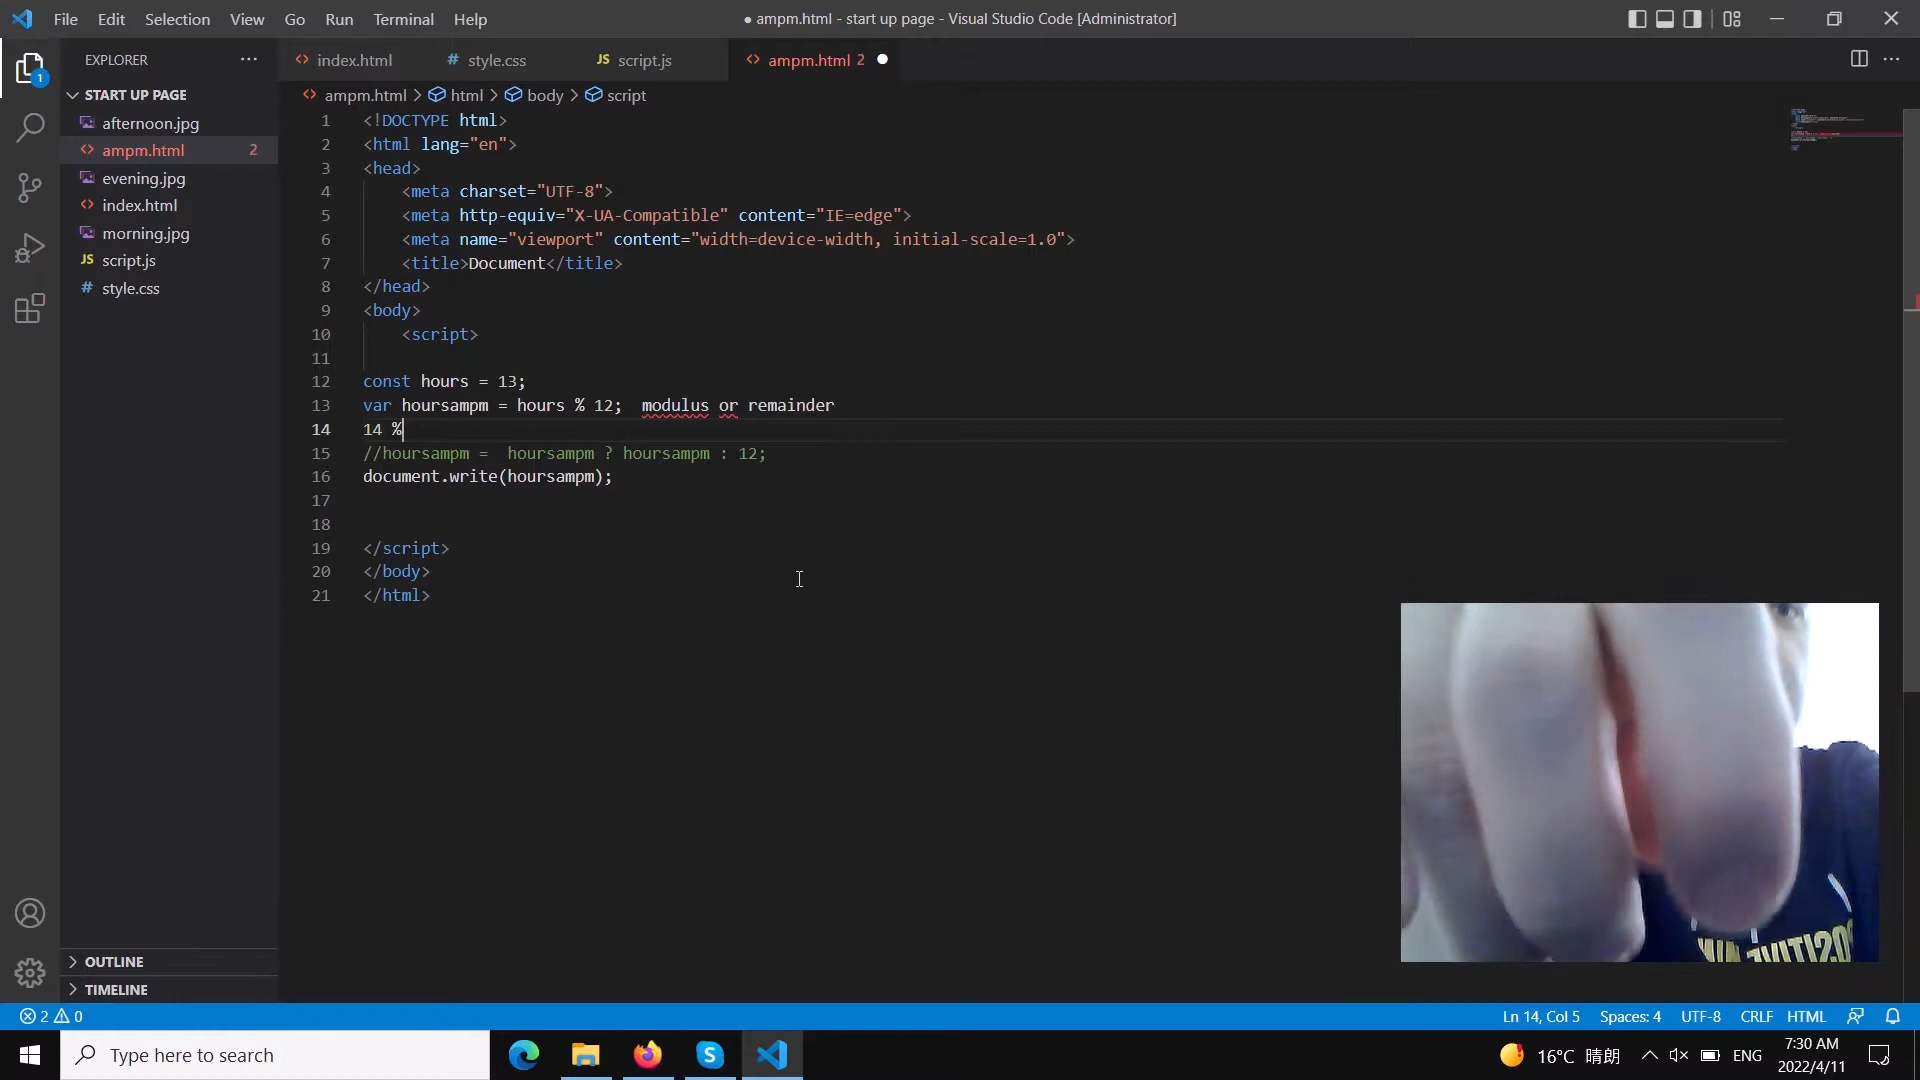 File Edit Selection View Go Run Terminal Help
● ampm.html - start up page - Visual Studio Code [Administrator]
EXPLORER
index.html
# style.css
JS script.js
ampm.html 2
START UP PAGE
ampm.html > html > body > script
afternoon.jpg
ampm.html 2
evening.jpg
index.html
morning.jpg
JS script.js
# style.css
1 <!DOCTYPE html>
2 <html lang="en">
3 <head>
4 <meta charset="UTF-8">
5 <meta http-equiv="X-UA-Compatible" content="IE=edge">
6 <meta name="viewport" content="width=device-width, initial-scale=1.0">
7 <title>Document</title>
8 </head>
9 <body>
10 <script>
11
12 const hours = 13;
13 var hoursampm = hours % 12;  modulus or remainder
14 14 %
15 //hoursampm =  hoursampm ? hoursampm : 12;
16 document.write(hoursampm);
17
18
19 </script>
20 </body>
21 </html>
1
OUTLINE
TIMELINE
2 0
Ln 14, Col 5 Spaces: 4 UTF-8 CRLF HTML
Type here to search
16°C 晴朗
ENG
7:30 AM
2022/4/11